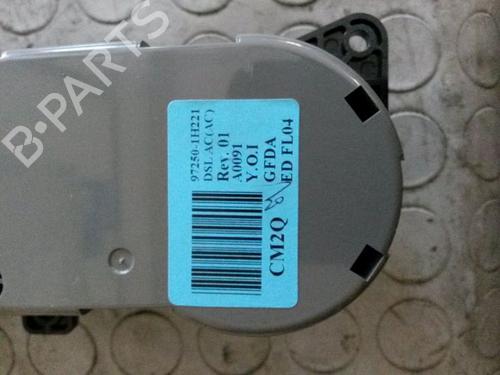 B-PARTS
97250-1H221
DSL AC(AC)
Rev. 01
A0091
Y.O.I
GFDA
ED FL04
CM2Q